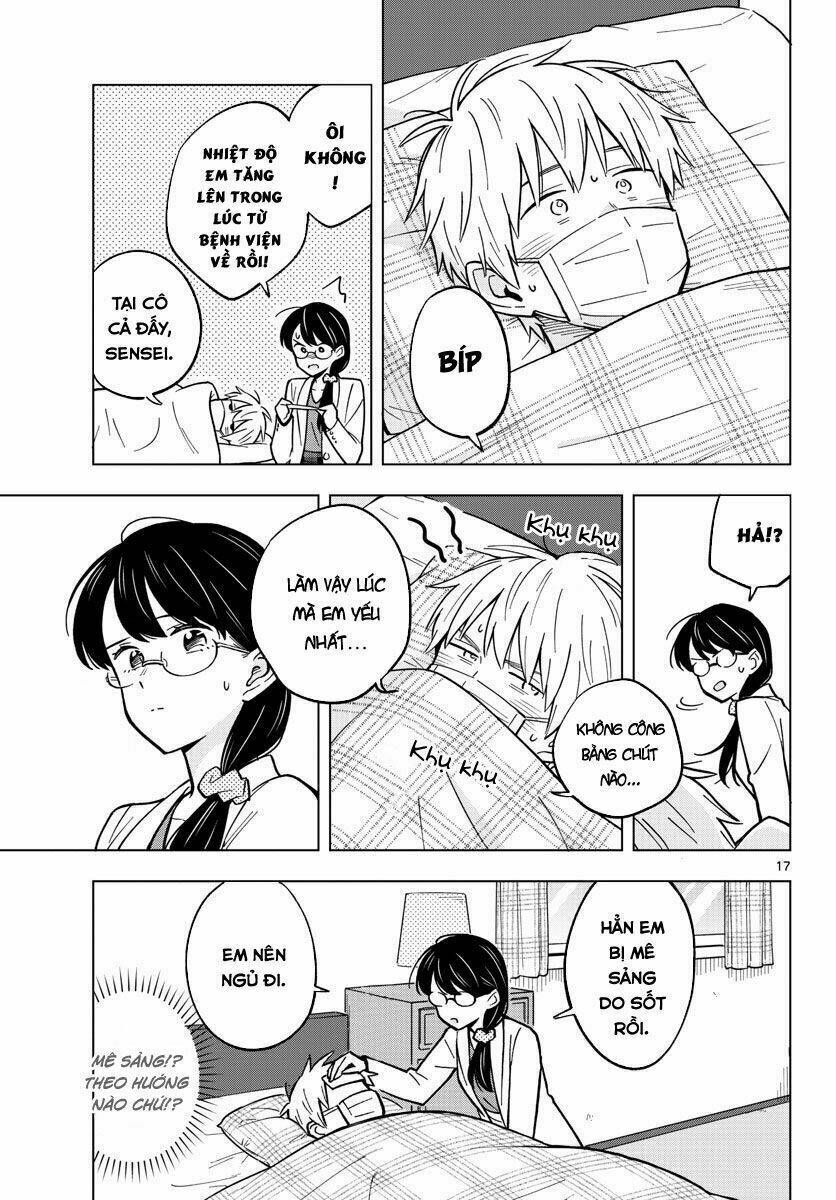 BÍP
ÔI
KHÔNG
!
NHIỆT ĐỘ
EM TĂNG
LÊN TRONG
LÚC TỪ
BỆNH VIỆN
VỀ RỒI!
TẠI CÔ
CẢ ĐẤY,
SENSEI.
HẢ!?
Khụ khụ
KHÔNG CÔNG
BẰNG CHÚT
NÀO...
Khụ khụ
LÀM VẬY LÚC
MÀ EM YẾU
NHẤT...
17
HẲN EM
BỊ MÊ
SẢNG
DO SỐT
RỒI.
EM NÊN
NGỦ ĐI.
MÊ SẢNG!?
THEO HƯỚNG
NÀO CHỨ!?